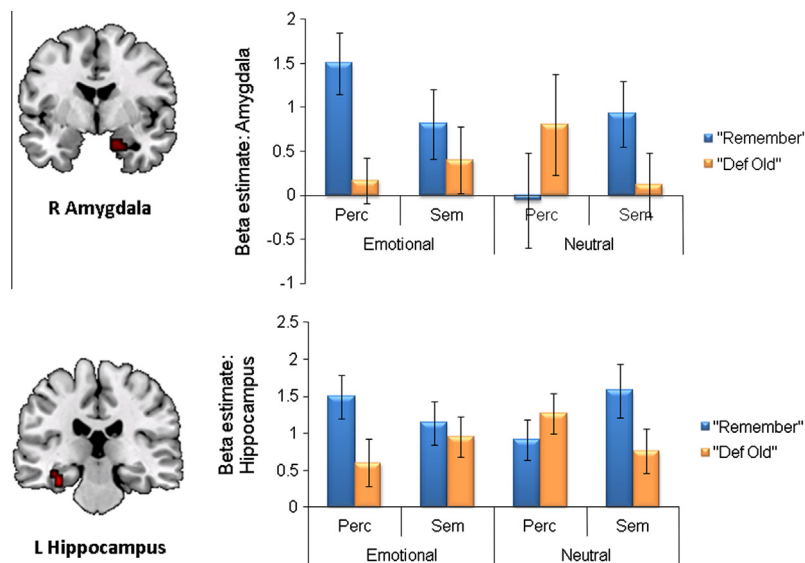 R Amygdala
Beta estimate: Amygdala
2
1.5
1
0.5
0
-0.5
-1
Perc Sem Perc Sem
Emotional Neutral
"Remember'
"Def Old"
L Hippocampus
Beta estimate:
Hippocampus
2.5
2
1.5
1
0.5
0
Perc Sem Perc Sem
Emotional Neutral
"Remember"
"Def Old"